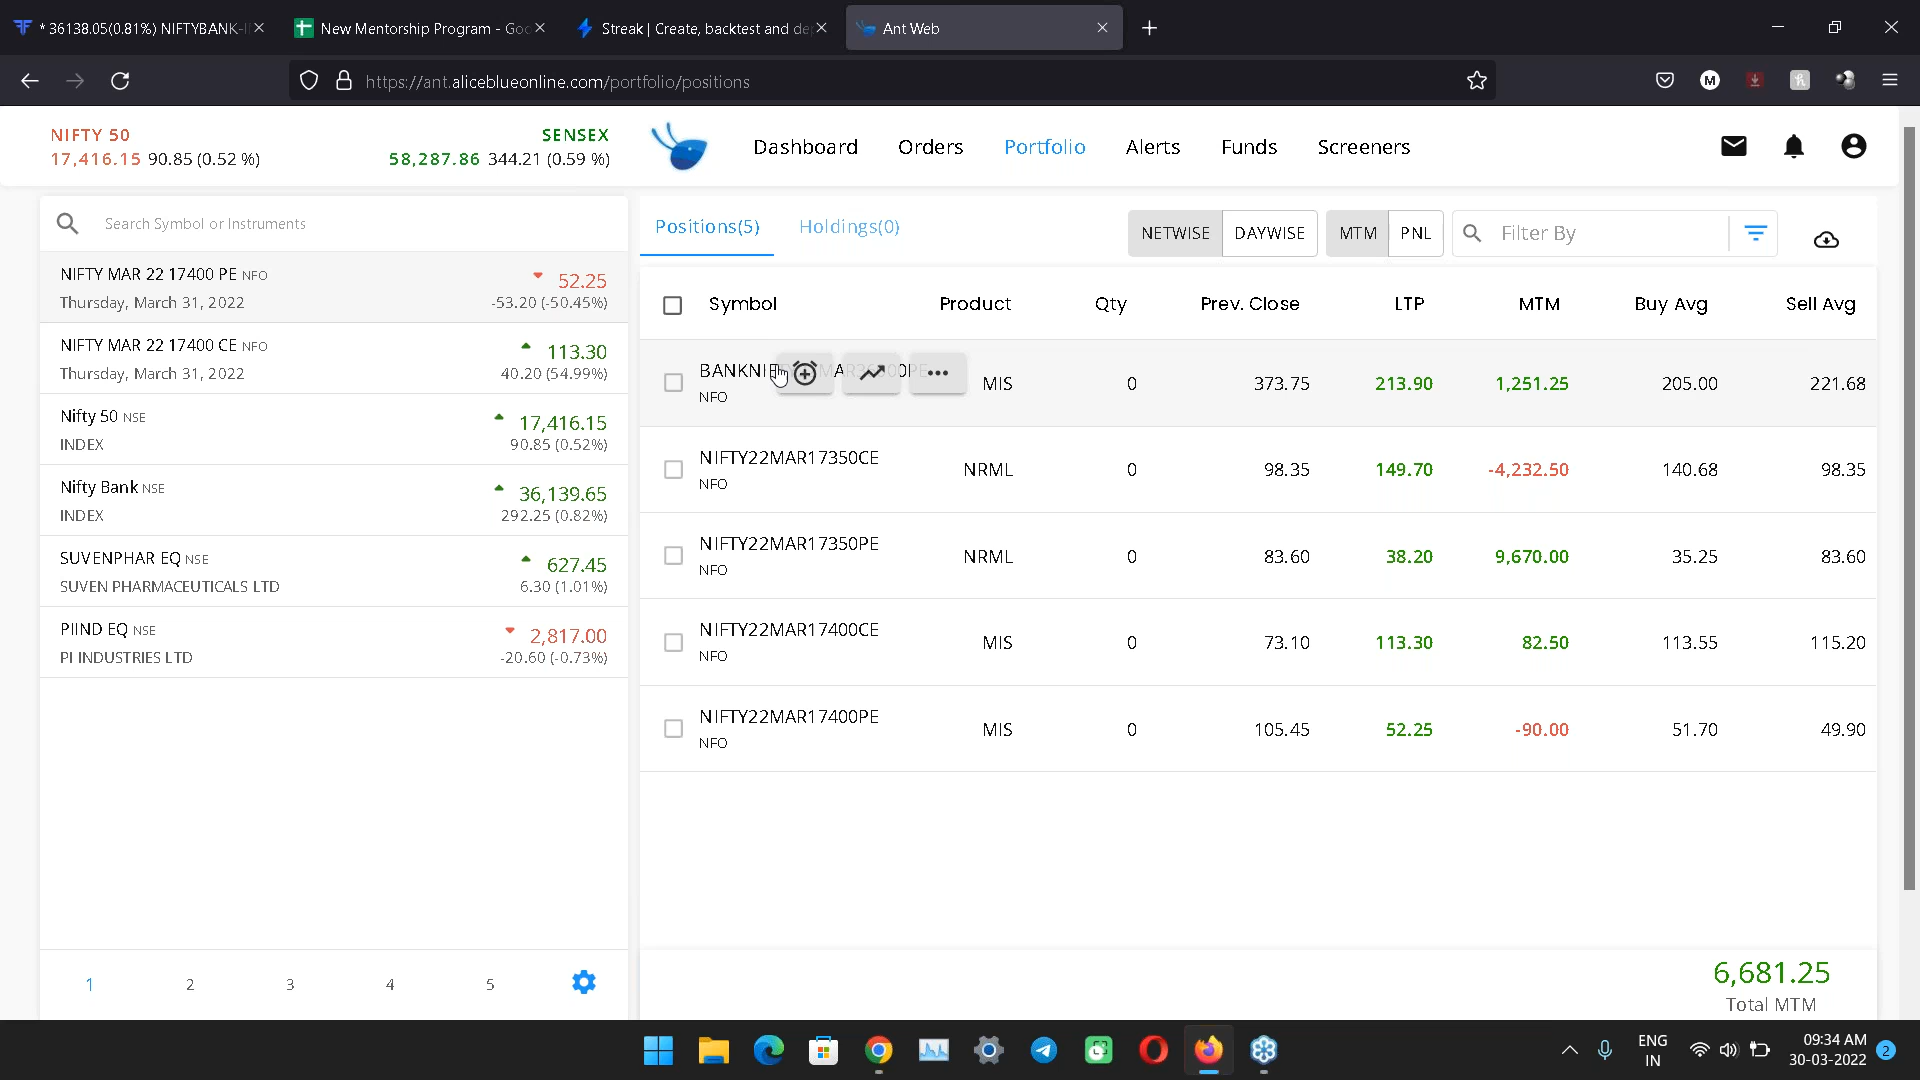 * 36138.05(0.81%) NIFTYBANK-I
New Mentorship Program - Goo
Streak | Create, backtest and de
Ant Web
https://ant.aliceblueonline.com/portfolio/positions
NIFTY 50
17,416.15 90.85 (0.52 %)
SENSEX
58,287.86 344.21 (0.59 %)
Dashboard Orders Portfolio Alerts Funds Screeners
Search Symbol or Instruments
NIFTY MAR 22 17400 PE NFO 52.25
Thursday, March 31, 2022 -53.20 (-50.45%)
NIFTY MAR 22 17400 CE NFO 113.30
Thursday, March 31, 2022 40.20 (54.99%)
Nifty 50 NSE 17,416.15
INDEX 90.85 (0.52%)
Nifty Bank NSE 36,139.65
INDEX 292.25 (0.82%)
SUVENPHAR EQ NSE 627.45
SUVEN PHARMACEUTICALS LTD 6.30 (1.01%)
PIIND EQ NSE 2,817.00
PI INDUSTRIES LTD -20.60 (-0.73%)
1 2 3 4 5
Positions(5) Holdings(0) NETWISE DAYWISE MTM PNL Filter By
Symbol Product Qty Prev. Close LTP MTM Buy Avg Sell Avg
MIS 0 373.75 213.90 1,251.25 205.00 221.68
NFO
NIFTY22MAR17350CE NRML 0 98.35 149.70 -4,232.50 140.68 98.35
NFO
NIFTY22MAR17350PE NRML 0 83.60 38.20 9,670.00 35.25 83.60
NFO
NIFTY22MAR17400CE MIS 0 73.10 113.30 82.50 113.55 115.20
NFO
NIFTY22MAR17400PE MIS 0 105.45 52.25 -90.00 51.70 49.90
NFO
6,681.25
Total MTM
ENG
IN
09:34 AM
30-03-2022
2